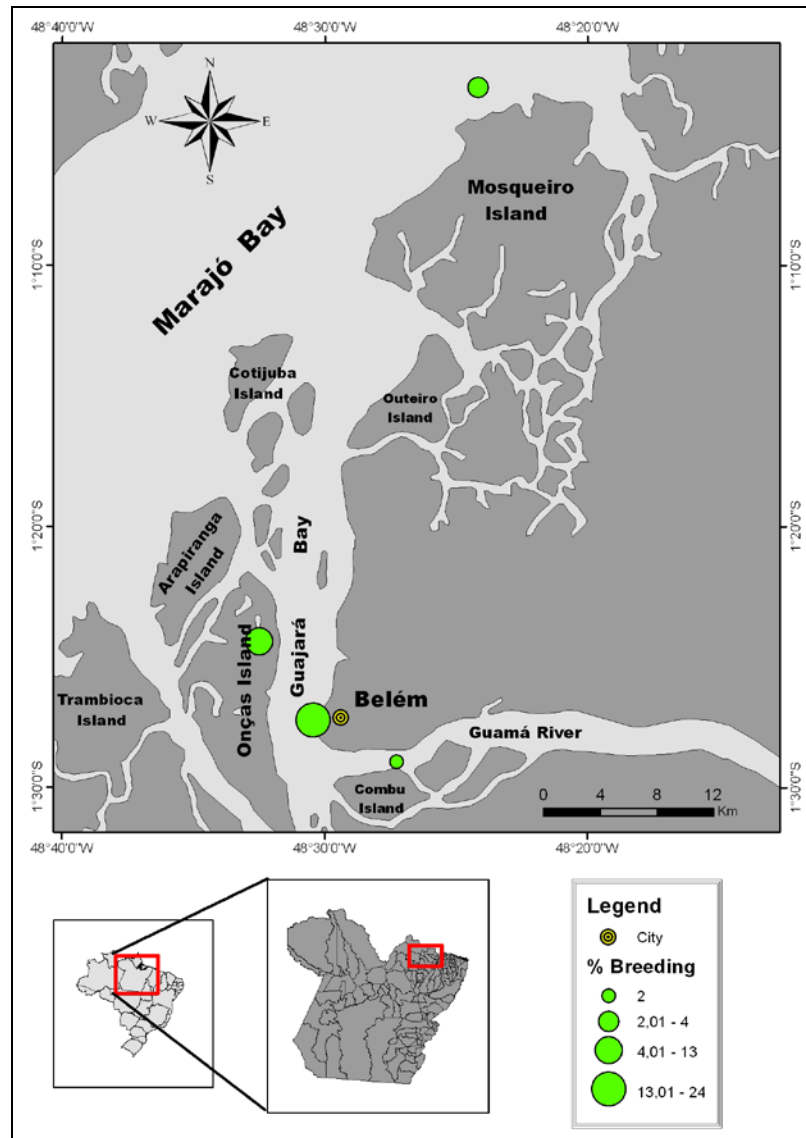 48°40'0"W
48°30'0"W
48°20'0"W
N
W
E
S
Mosqueiro
Island
Marajó Bay
1°10'0"S
1°10'0"S
Cotijuba
Island
Outeiro
Island
1°20'0"S
1°20'0"S
Arapiranga
Island
Guajará Bay
Onças Island
Trambioca
Island
Belém
Guamá River
Combu
Island
0 4 8 12
Km
1°30'0"S
1°30'0"S
48°40'0"W
48°30'0"W
48°20'0"W
Legend
City
% Breeding
2
2,01 - 4
4,01 - 13
13,01 - 24